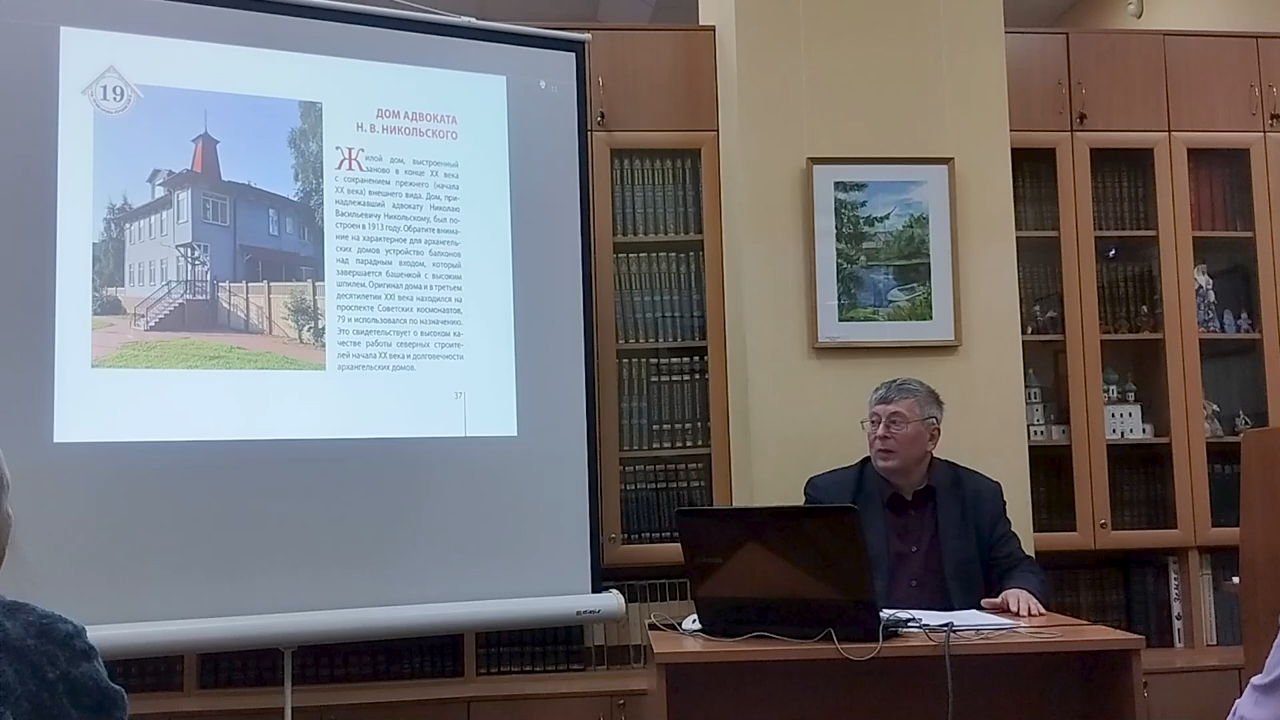 19
ДОМ АДВОКАТА
Н. В. НИКОЛЬСКОГО
Жилой дом, выстроенный
заново в конце XX века
с сохранением прежнего (начала
XX века) внешнего вида. Дом, при-
надлежавший адвокату Николаю
Васильевичу Никольскому, был по-
строен в 1913 году. Обратите внима-
ние на характерное для архангель-
ских домов устройство балконов
над парадным входом, который
завершается башенкой с высоким
шпилем. Оригинал дома и в третьем
десятилетии XXI века находился на
проспекте Советских космонавтов,
79 и использовался по назначению.
Это свидетельствует о высоком ка-
честве работы северных строите-
лей начала XX века и долговечности
архангельских домов.
37